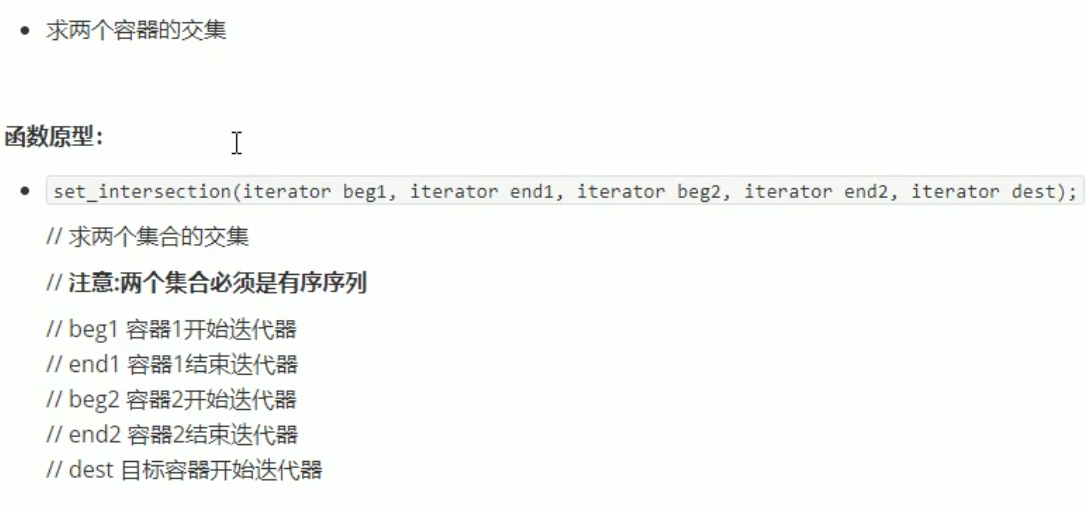 求两个容器的交集
函数原型：
set_intersection(iterator beg1, iterator end1, iterator beg2, iterator end2, iterator dest);
// 求两个集合的交集
// 注意:两个集合必须是有序序列
// beg1 容器1开始迭代器
// end1 容器1结束迭代器
// beg2 容器2开始迭代器
// end2 容器2结束迭代器
// dest 目标容器开始迭代器